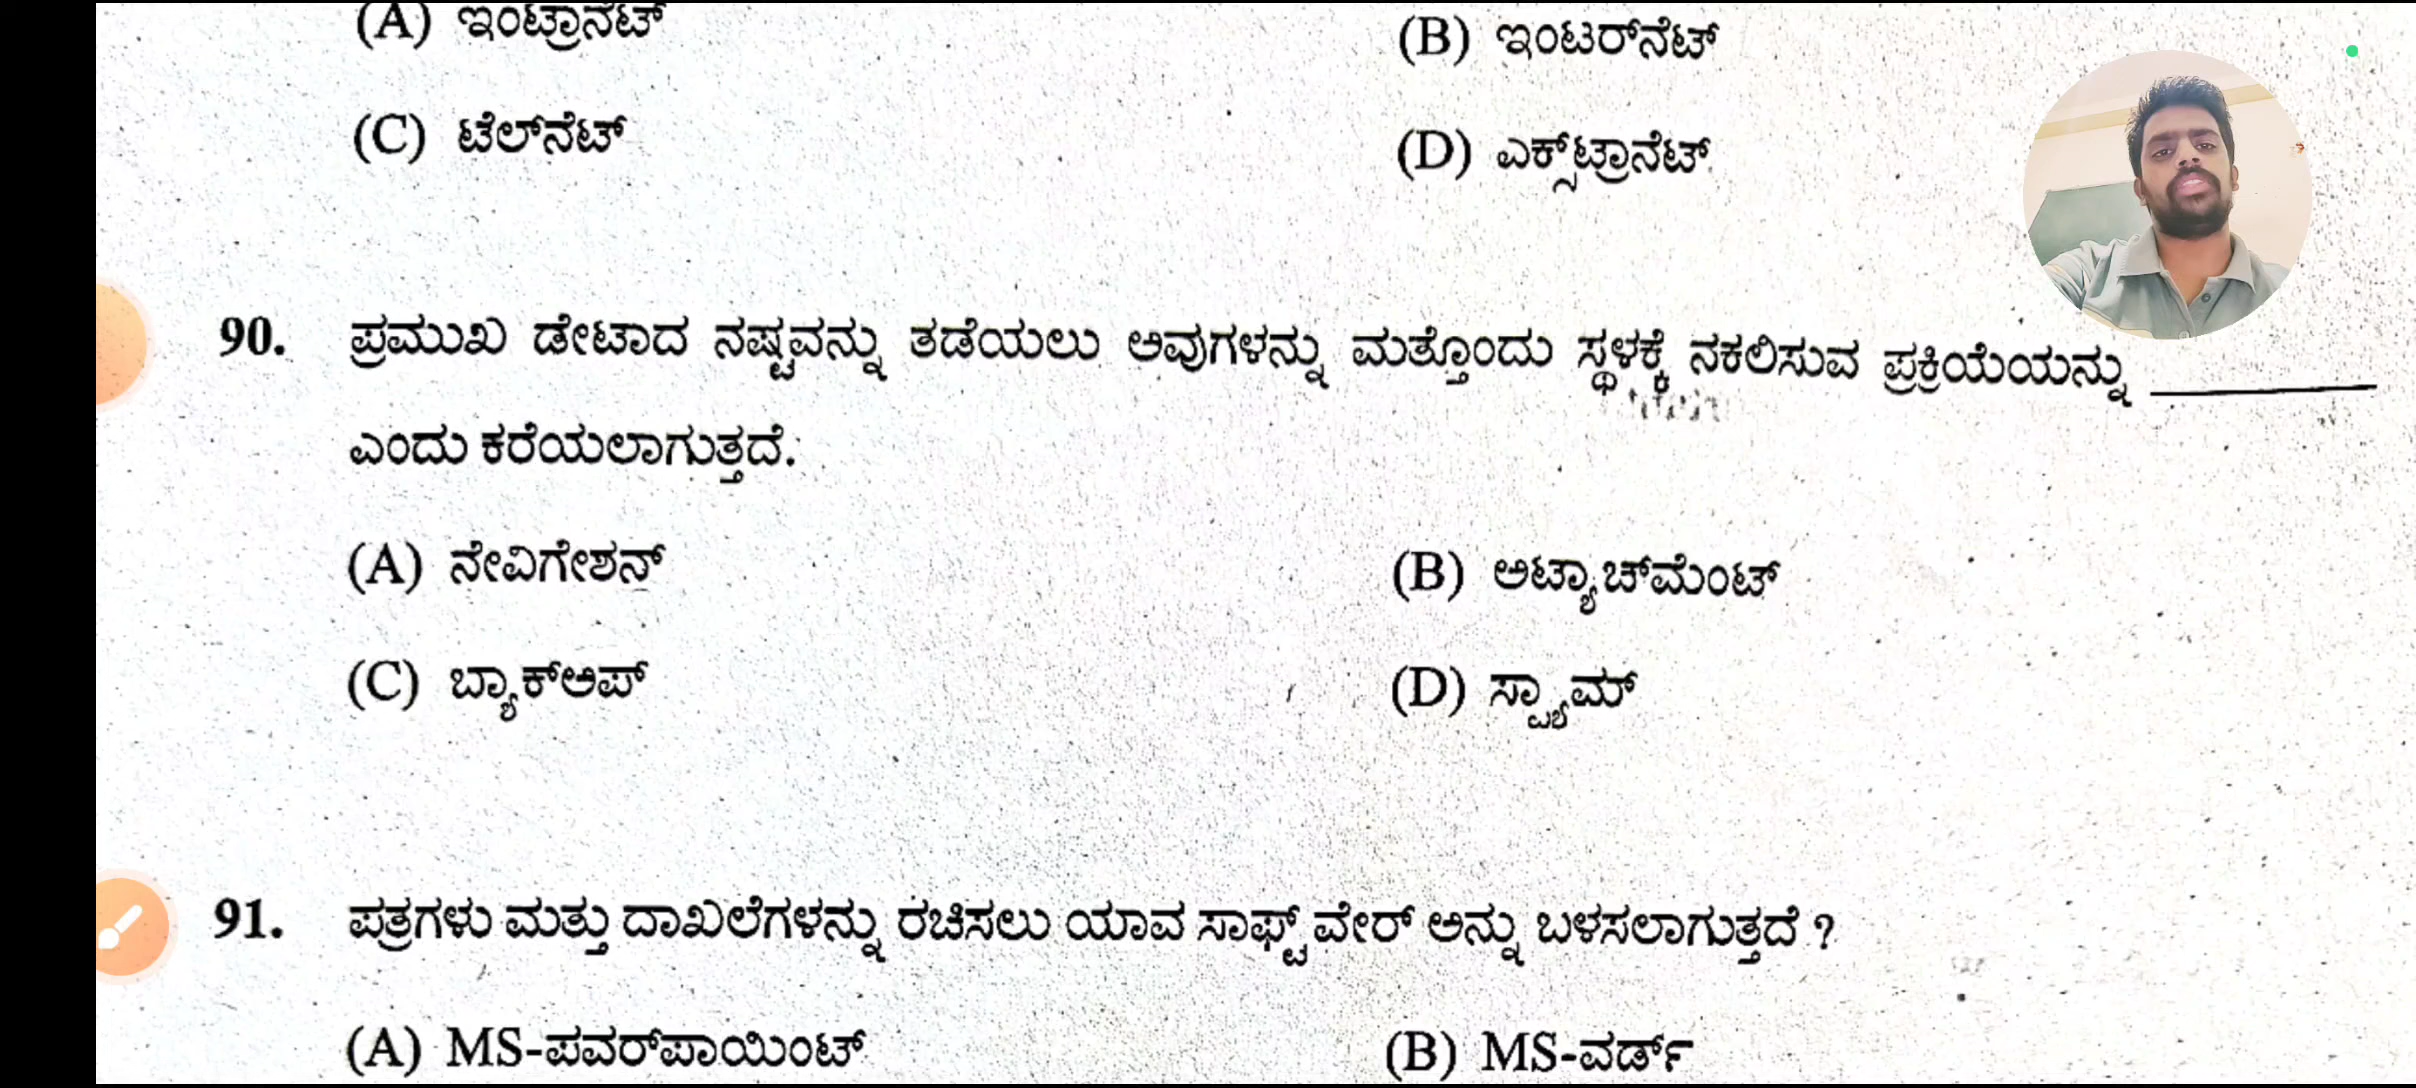 (A) ಇಂಟ್ರಾನೆಟ್
(B) ಇಂಟರ್‌ನೆಟ್
(C) ಟೆಲ್‌ನೆಟ್
(D) ಎಕ್ಸ್‌ಟ್ರಾನೆಟ್
90. ಪ್ರಮುಖ ಡೇಟಾದ ನಷ್ಟವನ್ನು ತಡೆಯಲು ಅವುಗಳನ್ನು ಮತ್ತೊಂದು ಸ್ಥಳಕ್ಕೆ ನಕಲಿಸುವ ಪ್ರಕ್ರಿಯೆಯನ್ನು ________
ಎಂದು ಕರೆಯಲಾಗುತ್ತದೆ.
(A) ನೇವಿಗೇಶನ್
(B) ಅಟ್ಯಾಚ್‌ಮೆಂಟ್
(C) ಬ್ಯಾಕ್‌ಅಪ್
(D) ಸ್ಪ್ಯಾಮ್
91. ಪತ್ರಗಳು ಮತ್ತು ದಾಖಲೆಗಳನ್ನು ರಚಿಸಲು ಯಾವ ಸಾಫ್ಟ್‌ವೇರ್ ಅನ್ನು ಬಳಸಲಾಗುತ್ತದೆ ?
(A) MS-ಪವರ್‌ಪಾಯಿಂಟ್
(B) MS-ವರ್ಡ್